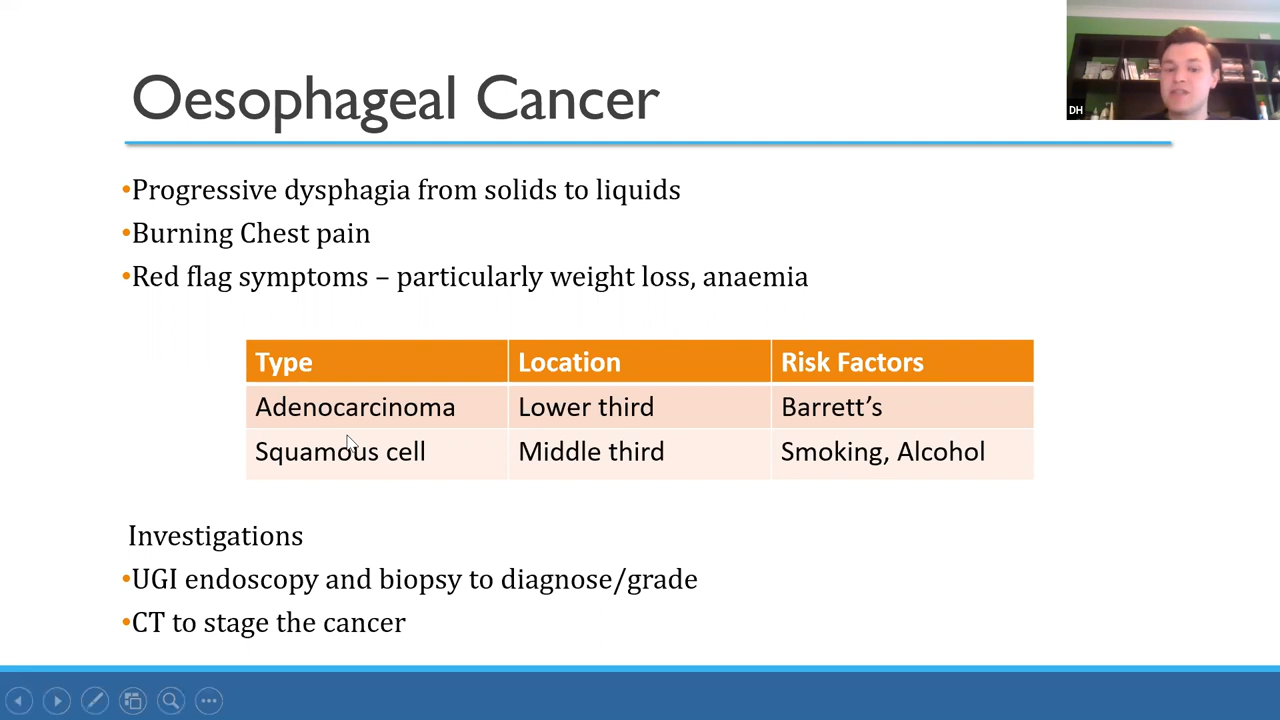 DH
Oesophageal Cancer
•Progressive dysphagia from solids to liquids
•Burning Chest pain
•Red flag symptoms – particularly weight loss, anaemia
Type Location Risk Factors
Adenocarcinoma Lower third Barrett’s
Squamous cell Middle third Smoking, Alcohol
Investigations
•UGI endoscopy and biopsy to diagnose/grade
•CT to stage the cancer